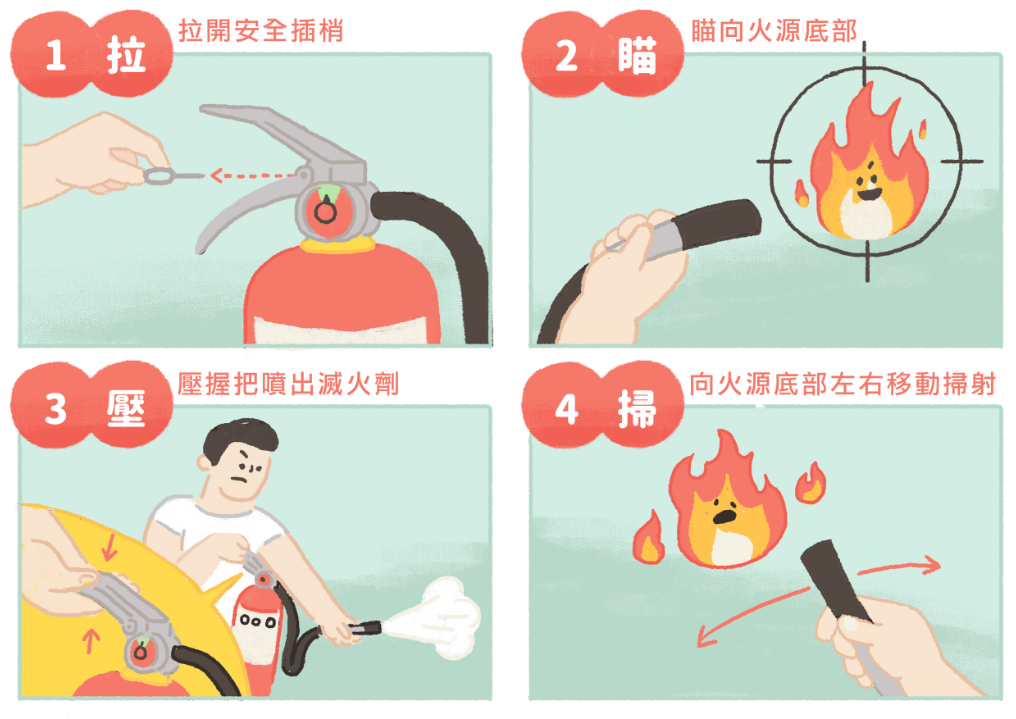 1 拉
拉開安全插梢
2 瞄
瞄向火源底部
3 壓
壓握把噴出滅火劑
4 掃
向火源底部左右移動掃射